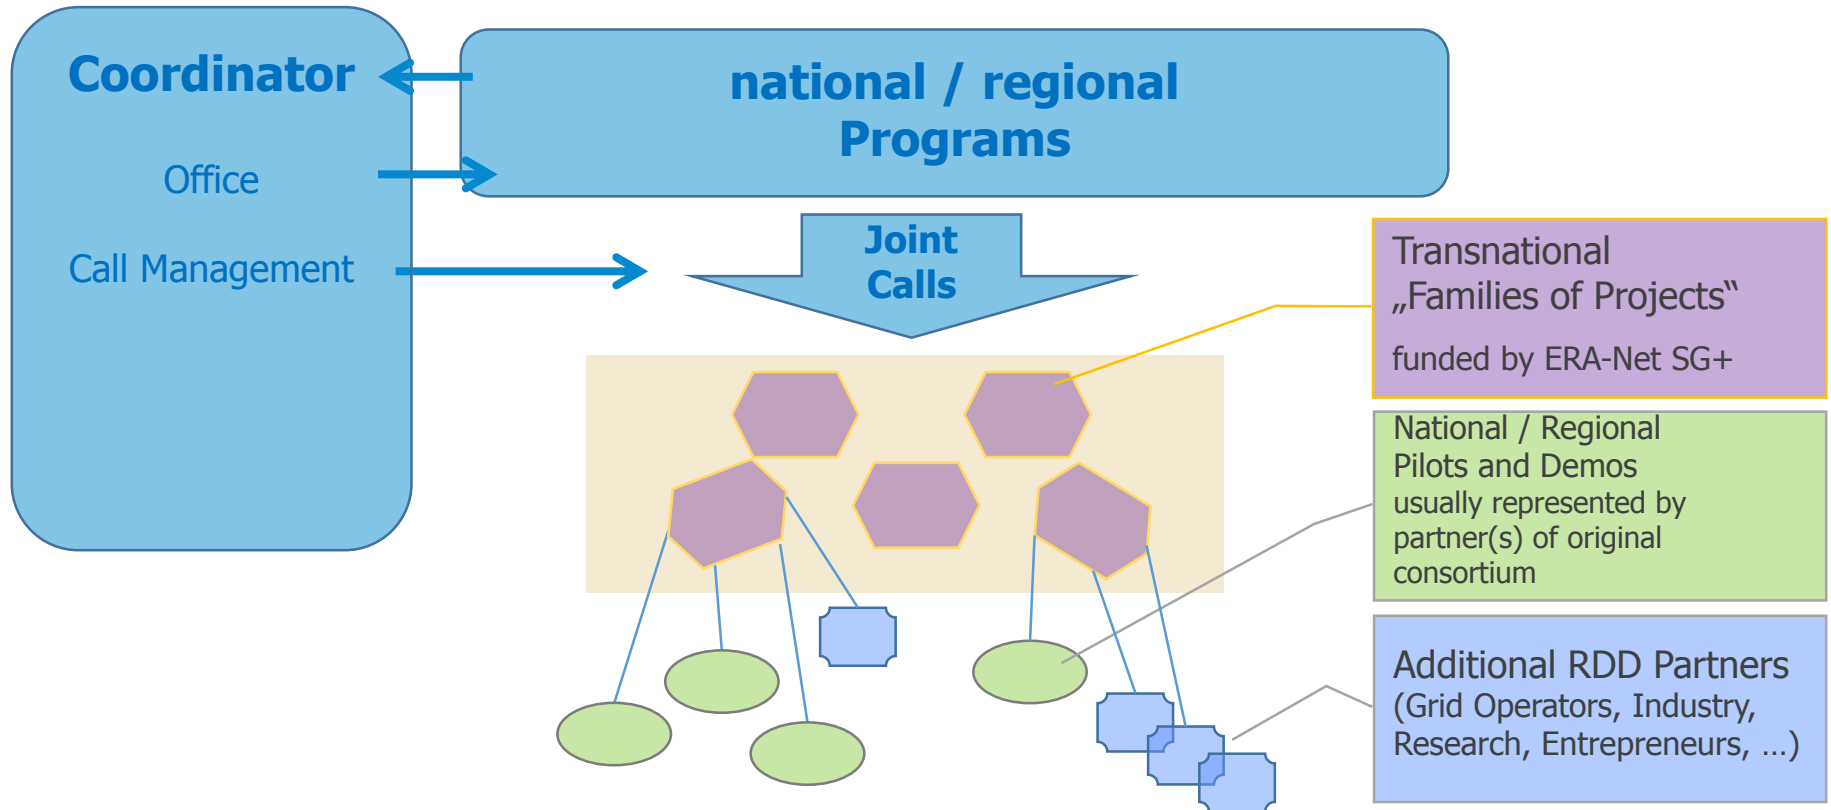 Coordinator
Office
Call Management
national / regional
Programs
Joint
Calls
Transnational
„Families of Projects“
funded by ERA-Net SG+
National / Regional
Pilots and Demos
usually represented by
partner(s) of original
consortium
Additional RDD Partners
(Grid Operators, Industry,
Research, Entrepreneurs, …)